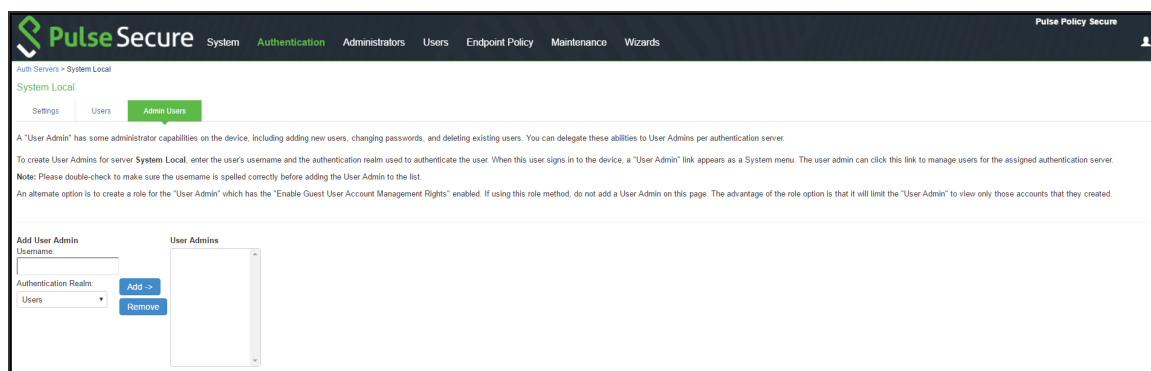 Pulse Policy Secure
Pulse Secure System Authentication Administrators Users Endpoint Policy Maintenance Wizards
Auth Servers > System Local
System Local
Settings Users Admin Users
A "User Admin" has some administrator capabilities on the device, including adding new users, changing passwords, and deleting existing users. You can delegate these abilities to User Admins per authentication server.
To create User Admins for server System Local, enter the user's username and the authentication realm used to authenticate the user. When this user signs in to the device, a "User Admin" link appears as a System menu. The user admin can click this link to manage users for the assigned authentication server.
Note: Please double-check to make sure the username is spelled correctly before adding the User Admin to the list.
An alternate option is to create a role for the "User Admin" which has the "Enable Guest User Account Management Rights" enabled. If using this role method, do not add a User Admin on this page. The advantage of the role option is that it will limit the "User Admin" to view only those accounts that they created.
Add User Admin
Username:
Authentication Realm:
Users
Add ->
Remove
User Admins